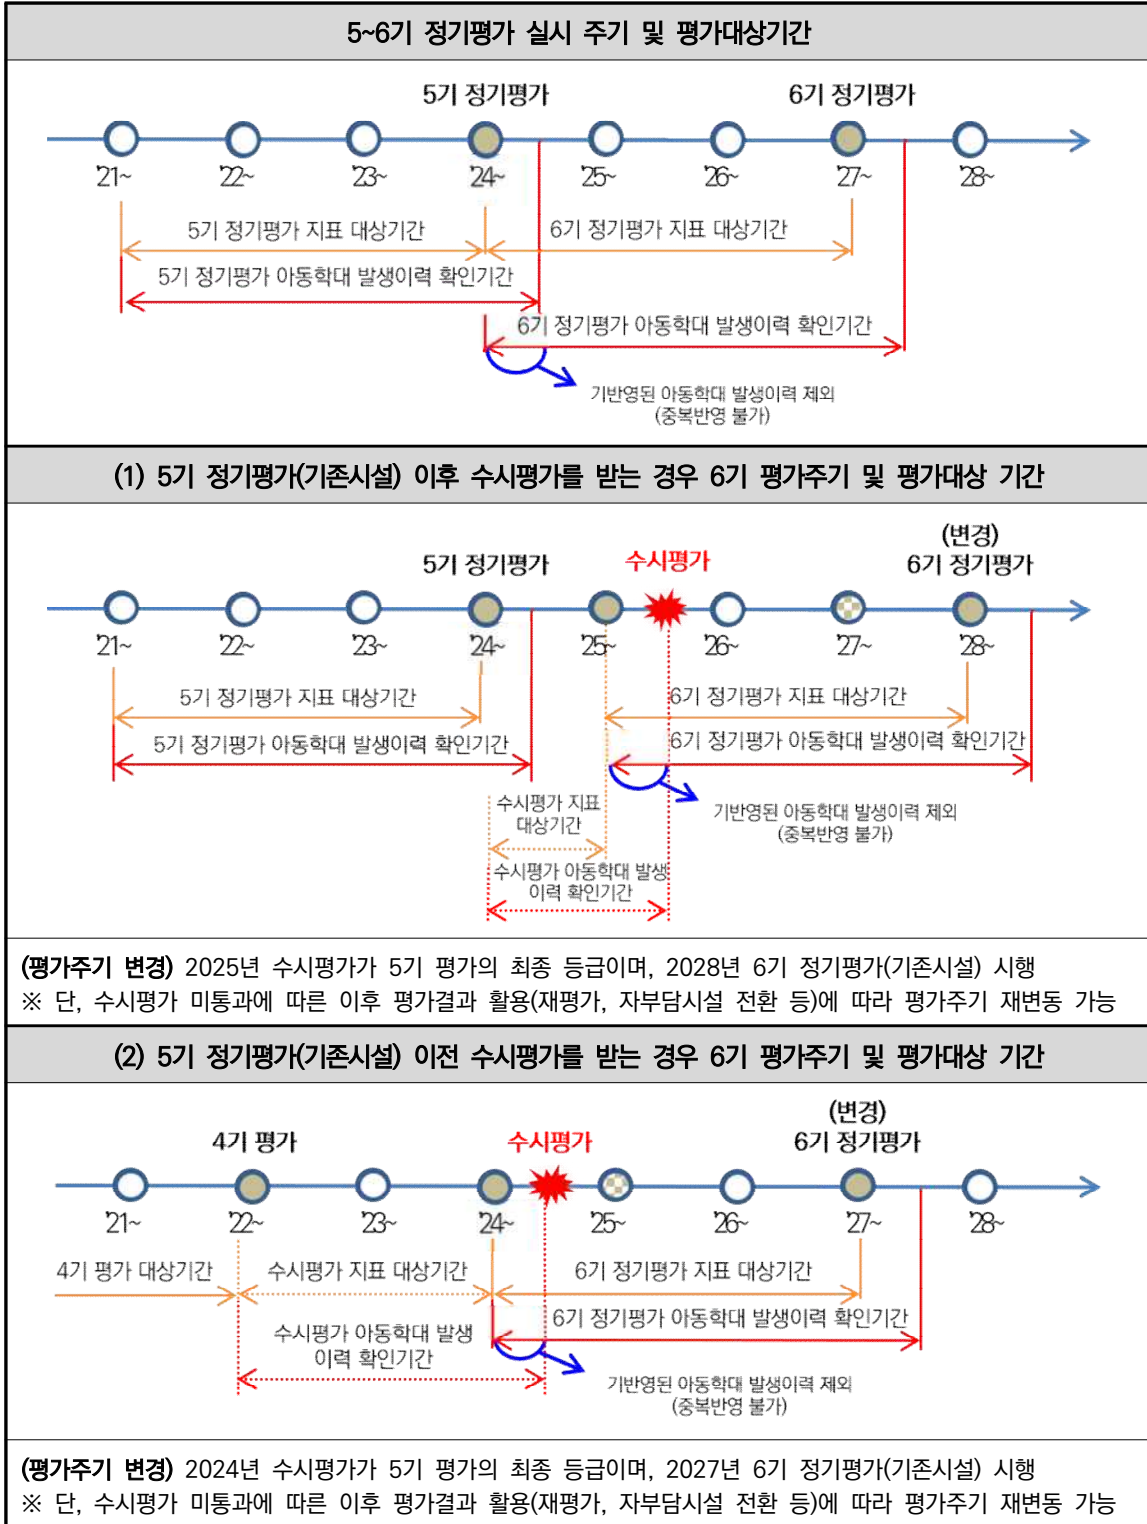 5~6기 정기평가 실시 주기 및 평가대상기간
5기 정기평가
6기 정기평가
'21~
'22~
'23~
'24~
'25~
'26~
'27~
'28~
5기 정기평가 지표 대상기간
6기 정기평가 지표 대상기간
5기 정기평가 아동학대 발생이력 확인기간
6기 정기평가 아동학대 발생이력 확인기간
기반영된 아동학대 발생이력 제외
(중복반영 불가)
(1) 5기 정기평가(기존시설) 이후 수시평가를 받는 경우 6기 평가주기 및 평가대상 기간
5기 정기평가
수시평가
(변경)
6기 정기평가
'21~
'22~
'23~
'24~
'25~
'26~
'27~
'28~
5기 정기평가 지표 대상기간
6기 정기평가 지표 대상기간
5기 정기평가 아동학대 발생이력 확인기간
6기 정기평가 아동학대 발생이력 확인기간
수시평가 지표
대상기간
기반영된 아동학대 발생이력 제외
(중복반영 불가)
수시평가 아동학대 발생
이력 확인기간
(평가주기 변경) 2025년 수시평가가 5기 평가의 최종 등급이며, 2028년 6기 정기평가(기존시설) 시행
※ 단, 수시평가 미통과에 따른 이후 평가결과 활용(재평가, 자부담시설 전환 등)에 따라 평가주기 재변동 가능
(2) 5기 정기평가(기존시설) 이전 수시평가를 받는 경우 6기 평가주기 및 평가대상 기간
4기 평가
수시평가
(변경)
6기 정기평가
'21~
'22~
'23~
'24~
'25~
'26~
'27~
'28~
4기 평가 대상기간
수시평가 지표 대상기간
6기 정기평가 지표 대상기간
6기 정기평가 아동학대 발생이력 확인기간
수시평가 아동학대 발생
이력 확인기간
기반영된 아동학대 발생이력 제외
(중복반영 불가)
(평가주기 변경) 2024년 수시평가가 5기 평가의 최종 등급이며, 2027년 6기 정기평가(기존시설) 시행
※ 단, 수시평가 미통과에 따른 이후 평가결과 활용(재평가, 자부담시설 전환 등)에 따라 평가주기 재변동 가능